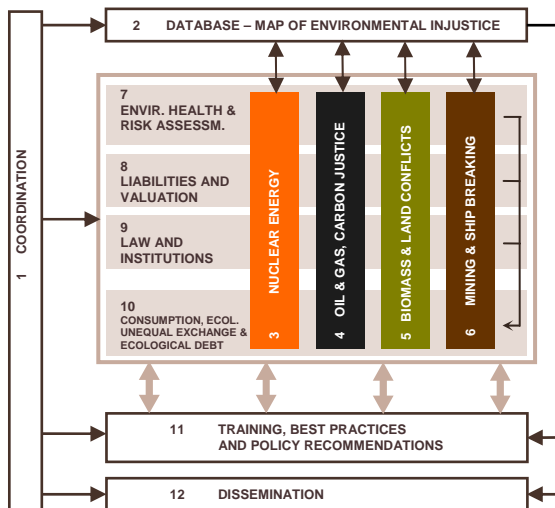 2 DATABASE – MAP OF ENVIRONMENTAL INJUSTICE
1 COORDINATION
7
ENVIR. HEALTH &
RISK ASSESSM.
8
LIABILITIES AND
VALUATION
9
LAW AND
INSTITUTIONS
10
CONSUMPTION, ECOL.
UNEQUAL EXCHANGE &
ECOLOGICAL DEBT
3 NUCLEAR ENERGY
4 OIL & GAS, CARBON JUSTICE
5 BIOMASS & LAND CONFLICTS
6 MINING & SHIP BREAKING
11 TRAINING, BEST PRACTICES
AND POLICY RECOMMENDATIONS
12 DISSEMINATION